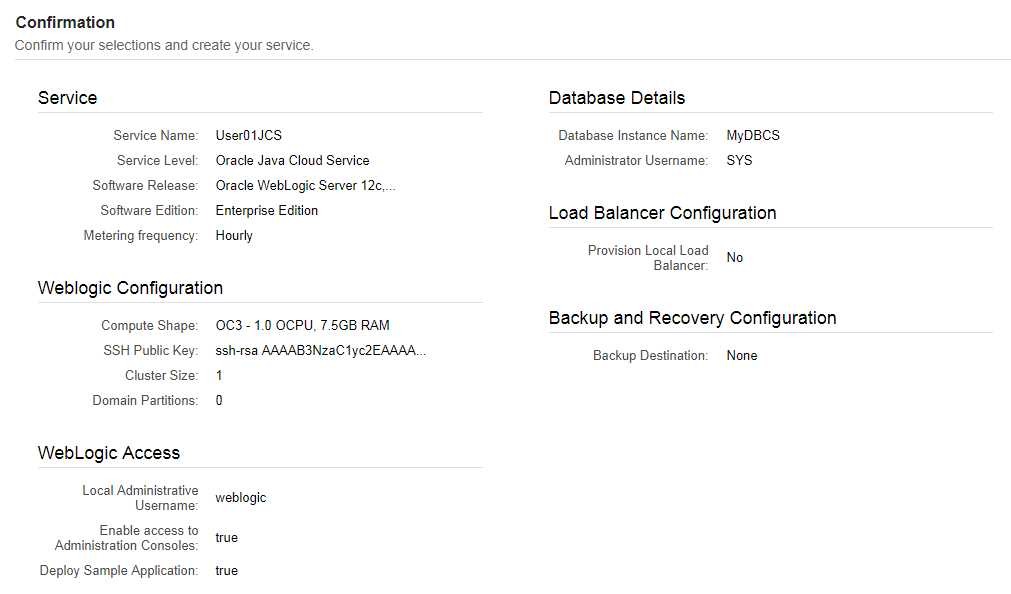 Confirmation
Confirm your selections and create your service.
Service
Service Name: User01JCS
Service Level: Oracle Java Cloud Service
Software Release: Oracle WebLogic Server 12c,...
Software Edition: Enterprise Edition
Metering frequency: Hourly
Weblogic Configuration
Compute Shape: OC3 - 1.0 OCPU, 7.5GB RAM
SSH Public Key: ssh-rsa AAAAB3NzaC1yc2EAAAA...
Cluster Size: 1
Domain Partitions: 0
WebLogic Access
Local Administrative
Username: weblogic
Enable access to
Administration Consoles: true
Deploy Sample Application: true
Database Details
Database Instance Name: MyDBCS
Administrator Username: SYS
Load Balancer Configuration
Provision Local Load
Balancer: No
Backup and Recovery Configuration
Backup Destination: None